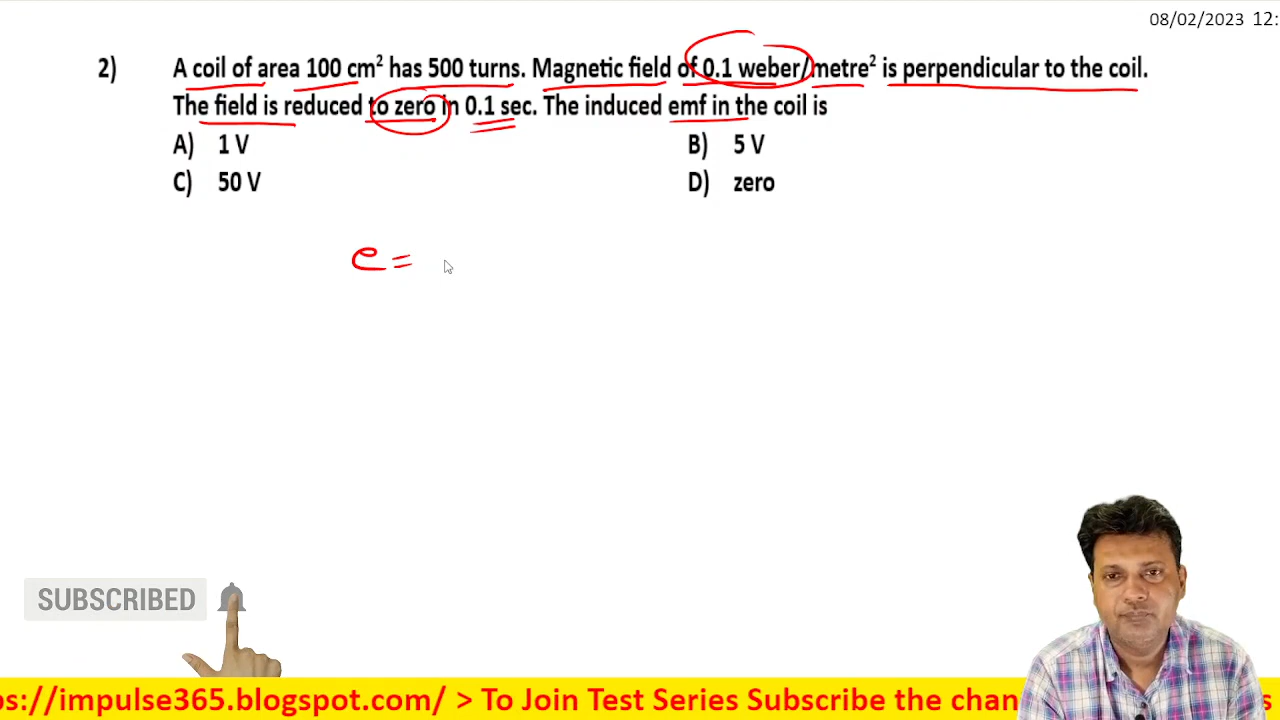 08/02/2023 12:
2) A coil of area 100 cm² has 500 turns. Magnetic field of 0.1 weber/metre² is perpendicular to the coil.
The field is reduced to zero in 0.1 sec. The induced emf in the coil is
A) 1 V B) 5 V
C) 50 V D) zero
e =
SUBSCRIBED
ps://impulse365.blogspot.com/ > To Join Test Series Subscribe the chan s